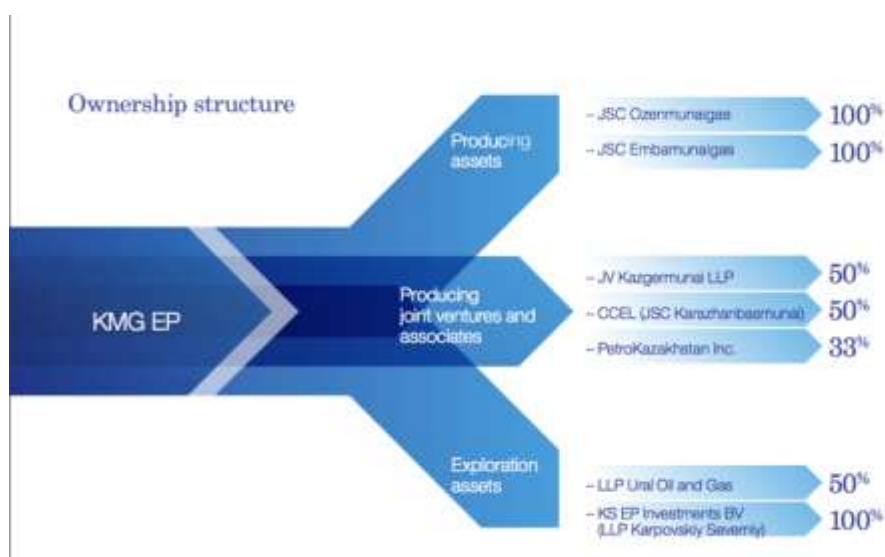 Ownership structure
Producing
assets
– JSC Ozenmunaigas
100%
– JSC Embamunaigas
100%
KMG EP
Producing
joint ventures and
associates
– JV Kazgermunai LLP
50%
– CCEL (JSC Karazhanbasmunai)
50%
– PetroKazakhstan Inc.
33%
Exploration
assets
– LLP Ural Oil and Gas
50%
– KS EP Investments BV
(LLP Karpovskiy Severniy)
100%